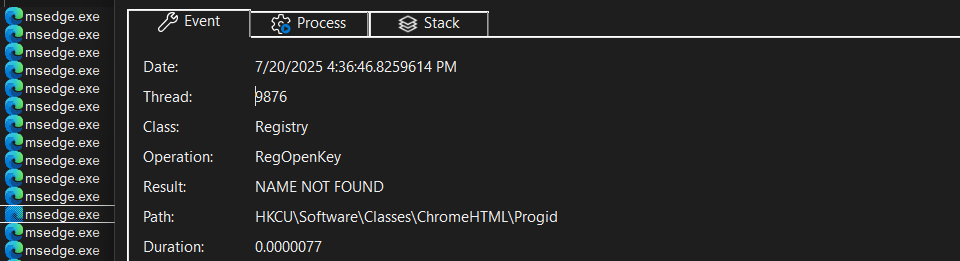 msedge.exe
msedge.exe
msedge.exe
msedge.exe
msedge.exe
msedge.exe
msedge.exe
msedge.exe
msedge.exe
msedge.exe
msedge.exe
msedge.exe
msedge.exe
msedge.exe
Event Process Stack
Date: 7/20/2025 4:36:46.8259614 PM
Thread: 9876
Class: Registry
Operation: RegOpenKey
Result: NAME NOT FOUND
Path: HKCU\Software\Classes\ChromeHTML\Progid
Duration: 0.0000077